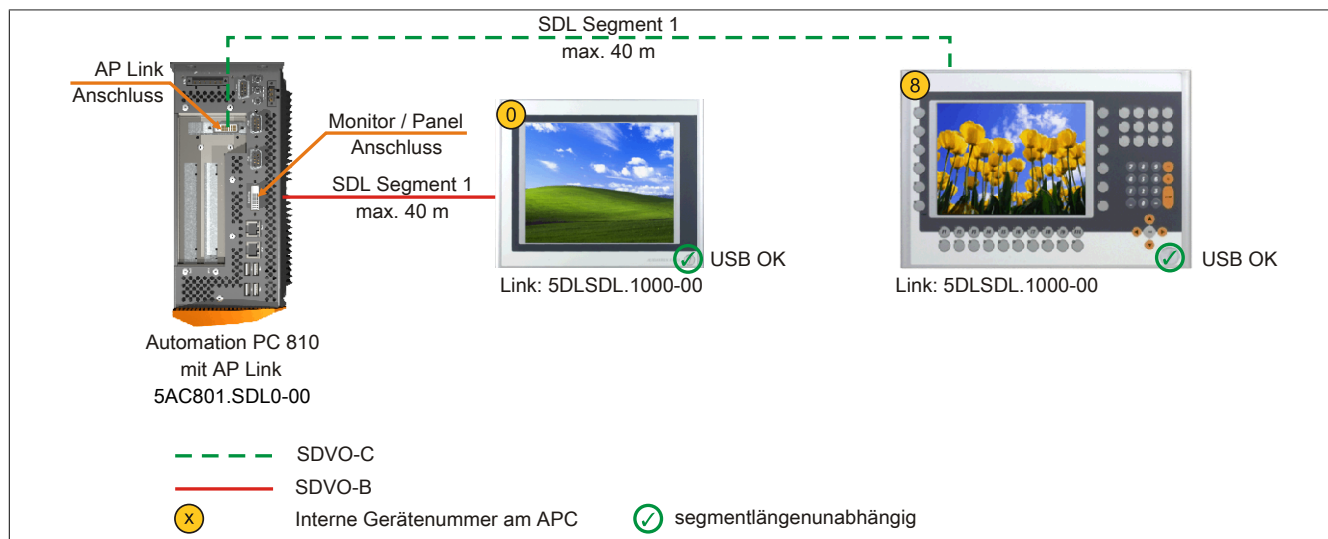 SDL Segment 1
max. 40 m
AP Link
Anschluss
8
0
Monitor / Panel
Anschluss
SDL Segment 1
max. 40 m
USB OK
USB OK
Link: 5DLSDL.1000-00
Link: 5DLSDL.1000-00
Automation PC 810
mit AP Link
5AC801.SDL0-00
SDVO-C
SDVO-B
x
Interne Gerätenummer am APC
segmentlängenunabhängig